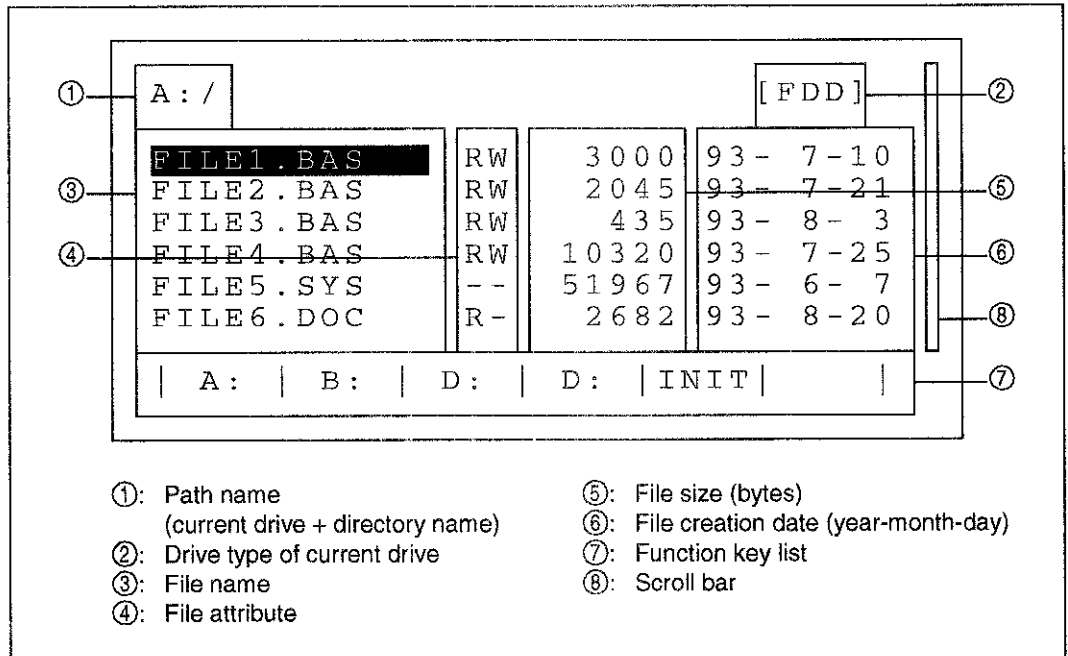 A:/ [FDD]
① ②
FILE1.BAS RW 3000 93- 7-10
③ FILE2.BAS RW 2045 93- 7-21 ⑤
FILE3.BAS RW 435 93- 8- 3
④ FILE4.BAS RW 10320 93- 7-25 ⑥
FILE5.SYS -- 51967 93- 6- 7
FILE6.DOC R- 2682 93- 8-20 ⑧
| A: | B: | D: | D: |INIT| | ⑦
①: Path name
(current drive + directory name)
②: Drive type of current drive
③: File name
④: File attribute
⑤: File size (bytes)
⑥: File creation date (year-month-day)
⑦: Function key list
⑧: Scroll bar